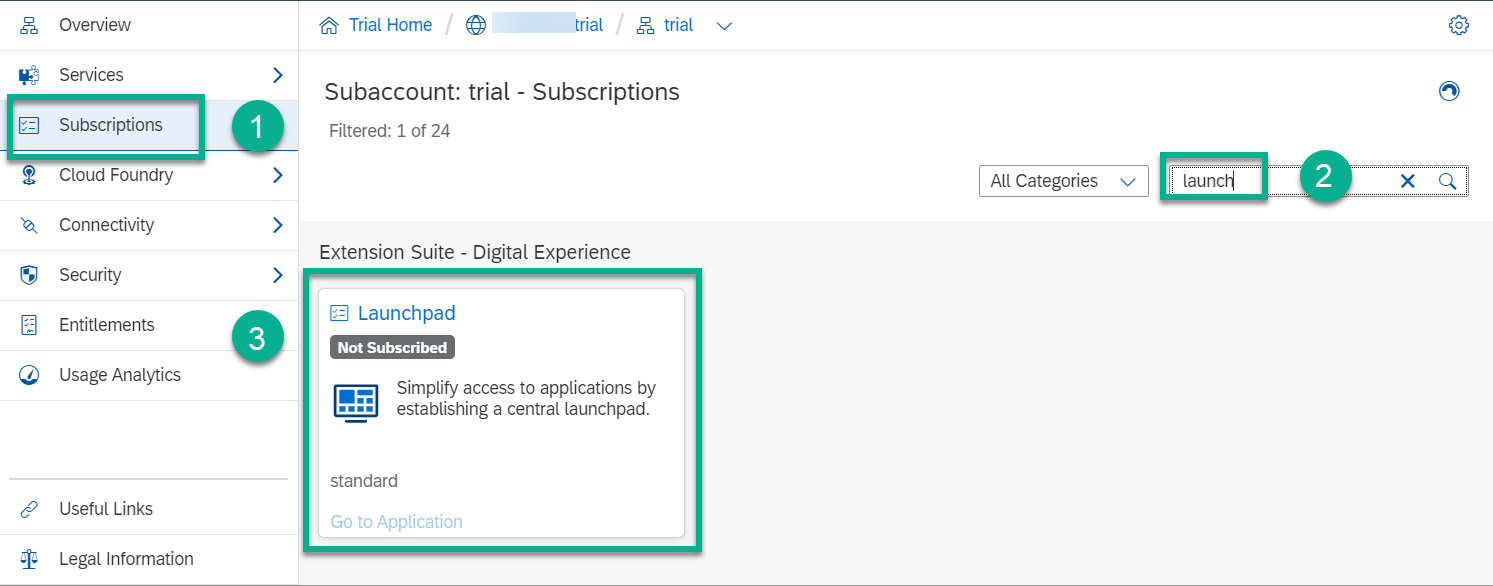 Overview
Services
Subscriptions
1
Cloud Foundry
Connectivity
Security
Entitlements
3
Usage Analytics
Useful Links
Legal Information
Trial Home / trial / trial
Subaccount: trial - Subscriptions
Filtered: 1 of 24
All Categories
launch
2
Extension Suite - Digital Experience
Launchpad
Not Subscribed
Simplify access to applications by
establishing a central launchpad.
standard
Go to Application